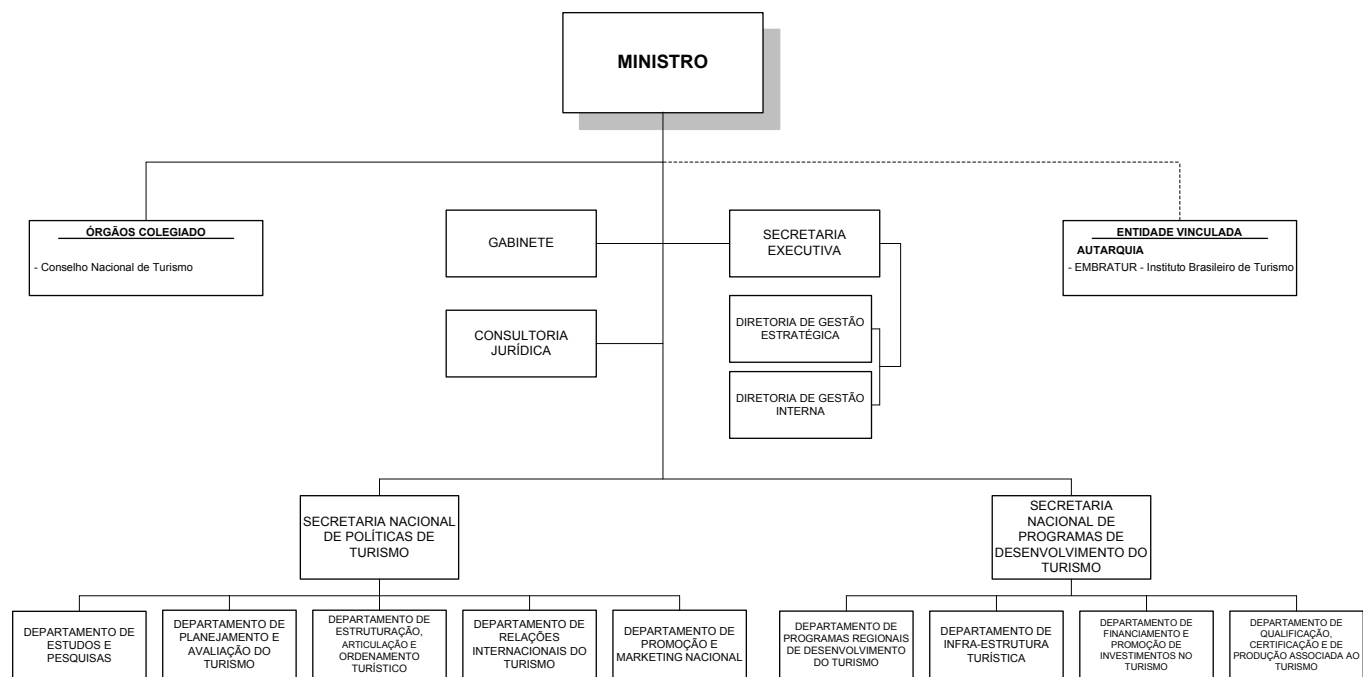 MINISTRO
ÓRGÃOS COLEGIADO
- Conselho Nacional de Turismo
GABINETE
SECRETARIA
EXECUTIVA
ENTIDADE VINCULADA
AUTARQUIA
- EMBRATUR - Instituto Brasileiro de Turismo
CONSULTORIA
JURÍDICA
DIRETORIA DE GESTÃO
ESTRATÉGICA
DIRETORIA DE GESTÃO
INTERNA
SECRETARIA NACIONAL
DE POLÍTICAS DE
TURISMO
SECRETARIA
NACIONAL DE
PROGRAMAS DE
DESENVOLVIMENTO DO
TURISMO
DEPARTAMENTO DE
ESTUDOS E
PESQUISAS
DEPARTAMENTO DE
PLANEJAMENTO E
AVALIAÇÃO DO
TURISMO
DEPARTAMENTO DE
ESTRUTURAÇÃO,
ARTICULAÇÃO E
ORDENAMENTO
TURÍSTICO
DEPARTAMENTO DE
RELAÇÕES
INTERNACIONAIS DO
TURISMO
DEPARTAMENTO DE
PROMOÇÃO E
MARKETING NACIONAL
DEPARTAMENTO DE
PROGRAMAS REGIONAIS
DE DESENVOLVIMENTO
DO TURISMO
DEPARTAMENTO DE
INFRA-ESTRUTURA
TURÍSTICA
DEPARTAMENTO DE
FINANCIAMENTO E
PROMOÇÃO DE
INVESTIMENTOS NO
TURISMO
DEPARTAMENTO DE
QUALIFICAÇÃO,
CERTIFICAÇÃO E DE
PRODUÇÃO ASSOCIADA AO
TURISMO